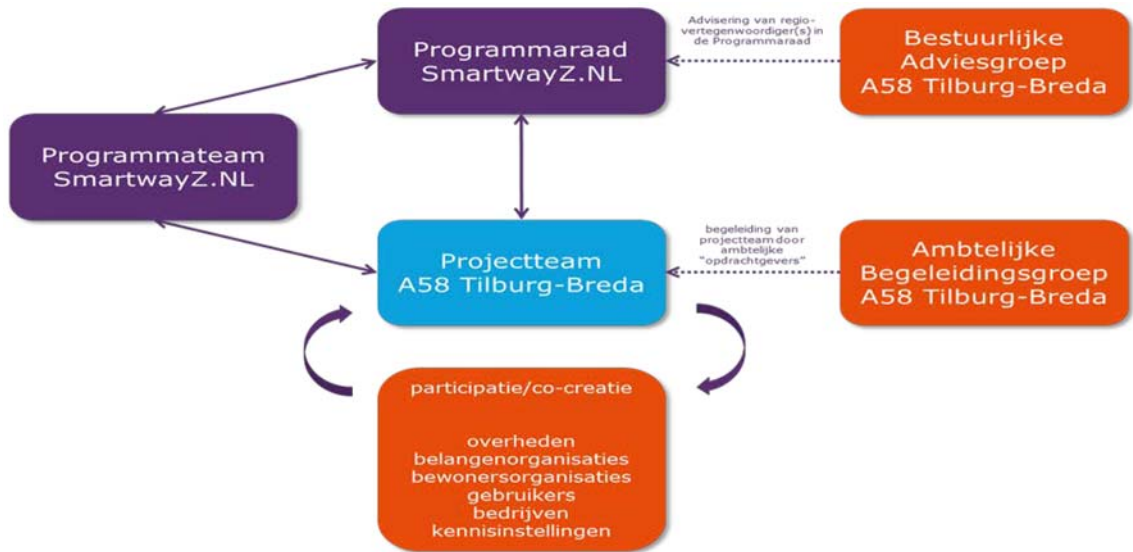 Programmaraad
SmartwayZ.NL
Advisering van regio-
vertegenwoordiger(s) in
de Programmaraad
Bestuurlijke
Adviesgroep
A58 Tilburg-Breda
Programmateam
SmartwayZ.NL
Projectteam
A58 Tilburg-Breda
begeleiding van
projectteam door
ambtelijke
"opdrachtgevers"
Ambtelijke
Begeleidingsgroep
A58 Tilburg-Breda
participatie/co-creatie
overheden
belangenorganisaties
bewonersorganisaties
gebruikers
bedrijven
kennisinstellingen